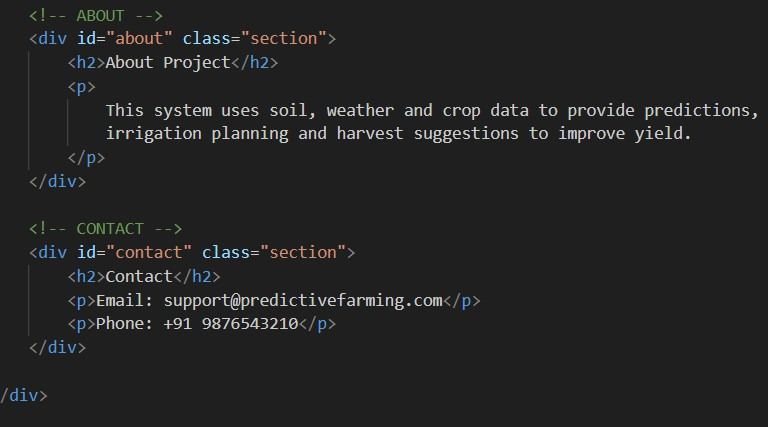 <!-- ABOUT -->
<div id="about" class="section">
<h2>About Project</h2>
<p>
This system uses soil, weather and crop data to provide predictions,
irrigation planning and harvest suggestions to improve yield.
</p>
</div>
<!-- CONTACT -->
<div id="contact" class="section">
<h2>Contact</h2>
<p>Email: support@predictivefarming.com</p>
<p>Phone: +91 9876543210</p>
</div>
/div>